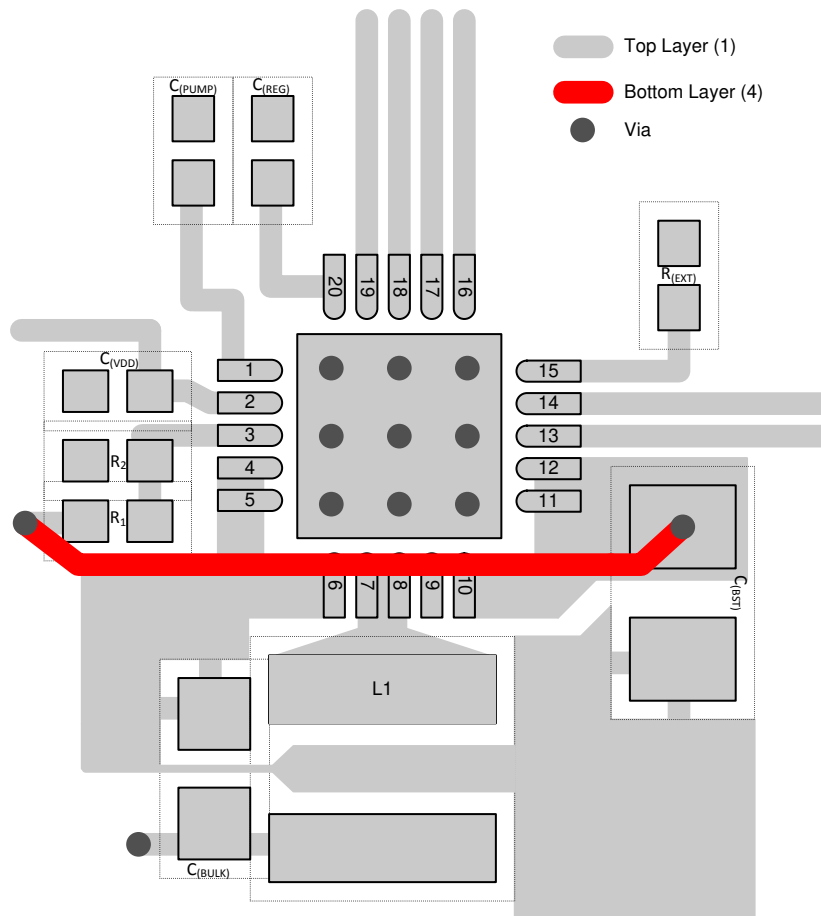 Top Layer (1)
Bottom Layer (4)
Via
C(PUMP)
C(REG)
R(EXT)
20
19
18
17
16
C(VDD)
1
2
3
4
5
15
14
13
12
11
R2
R1
6
7
8
9
10
C(BST)
L1
C(BULK)